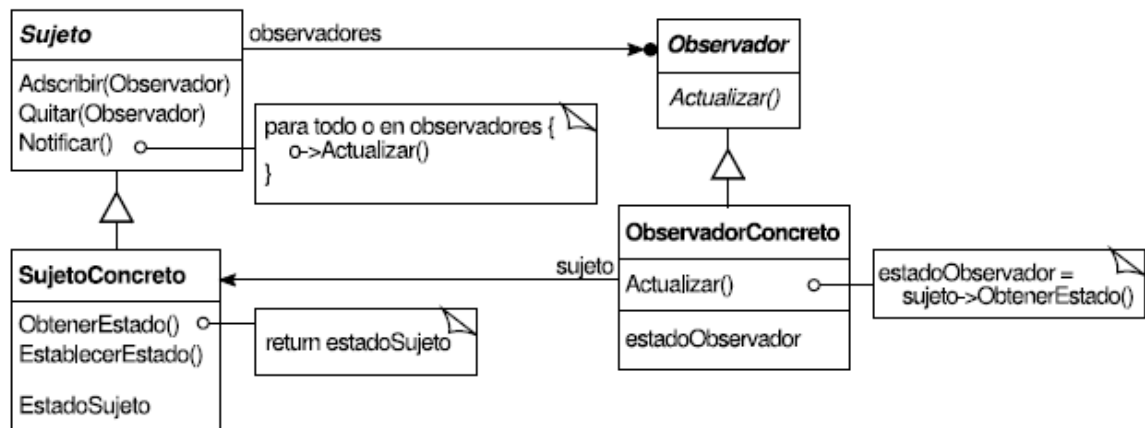 Sujeto
Adscribir(Observador)
Quitar(Observador)
Notificar()
observadores
para todo o en observadores {
o->Actualizar()
}
Observador
Actualizar()
SujetoConcreto
ObtenerEstado()
EstablecerEstado()
EstadoSujeto
return estadoSujeto
sujeto
ObservadorConcreto
Actualizar()
estadoObservador
estadoObservador =
sujeto->ObtenerEstado()